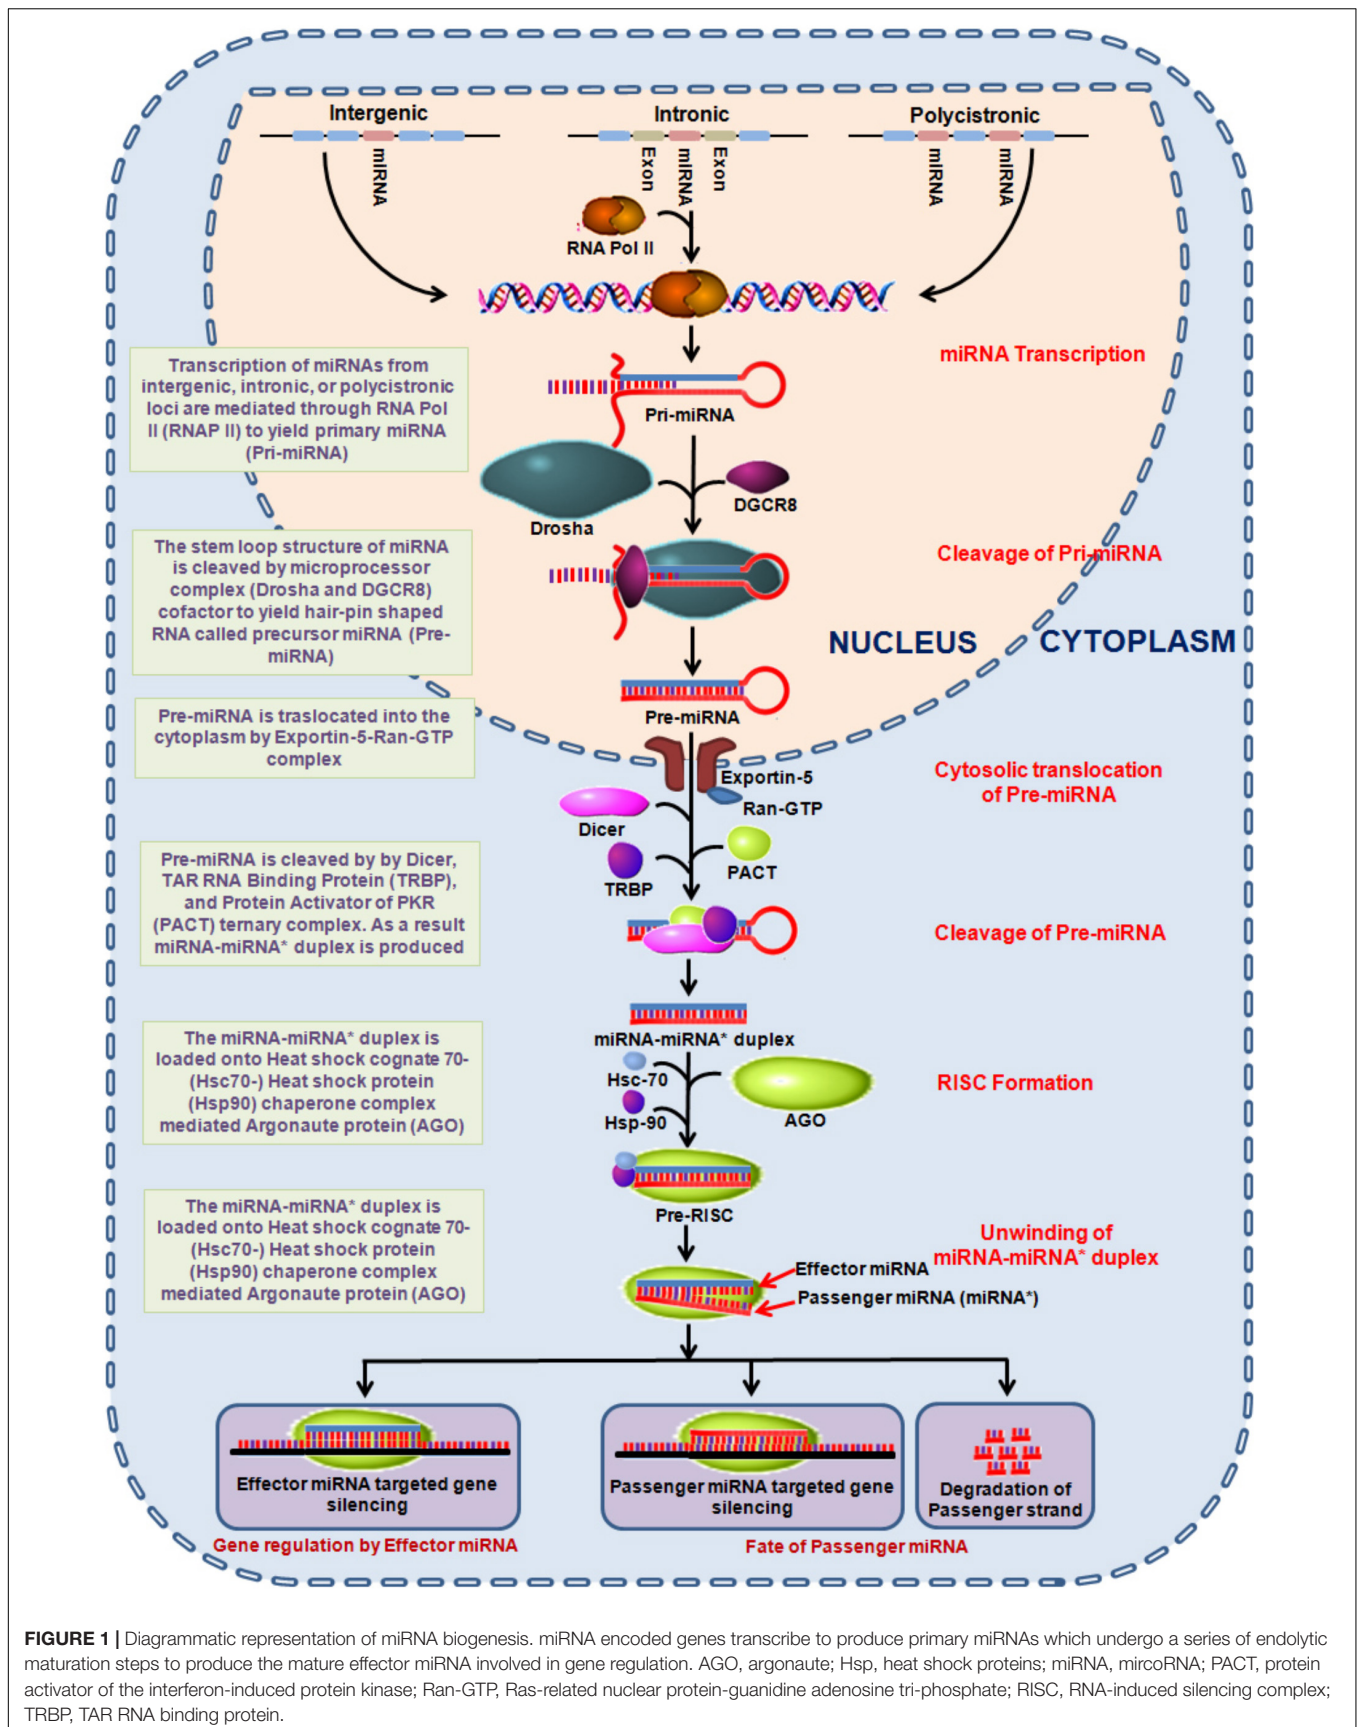 Intergenic
Intronic
Polycistronic
miRNA
Exon
miRNA
Exon
miRNA
miRNA
RNA Pol II
Transcription of miRNAs from
intergenic, intronic, or polycistronic
loci are mediated through RNA Pol
II (RNAP II) to yield primary miRNA
(Pri-miRNA)
miRNA Transcription
Pri-miRNA
Drosha
DGCR8
The stem loop structure of miRNA
is cleaved by microprocessor
complex (Drosha and DGCR8)
cofactor to yield hair-pin shaped
RNA called precursor miRNA (Pre-
miRNA)
Cleavage of Pri-miRNA
NUCLEUS
CYTOPLASM
Pre-miRNA
Pre-miRNA is traslocated into the
cytoplasm by Exportin-5-Ran-GTP
complex
Exportin-5
Ran-GTP
Cytosolic translocation
of Pre-miRNA
Dicer
TRBP
PACT
Pre-miRNA is cleaved by by Dicer,
TAR RNA Binding Protein (TRBP),
and Protein Activator of PKR
(PACT) ternary complex. As a result
miRNA-miRNA* duplex is produced
Cleavage of Pre-miRNA
miRNA-miRNA* duplex
The miRNA-miRNA* duplex is
loaded onto Heat shock cognate 70-
(Hsc70-) Heat shock protein
(Hsp90) chaperone complex
mediated Argonaute protein (AGO)
Hsc-70
Hsp-90
AGO
RISC Formation
Pre-RISC
The miRNA-miRNA* duplex is
loaded onto Heat shock cognate 70-
(Hsc70-) Heat shock protein
(Hsp90) chaperone complex
mediated Argonaute protein (AGO)
Unwinding of
miRNA-miRNA* duplex
Effector miRNA
Passenger miRNA (miRNA*)
Effector miRNA targeted gene
silencing
Passenger miRNA targeted gene
silencing
Degradation of
Passenger strand
Gene regulation by Effector miRNA
Fate of Passenger miRNA
FIGURE 1 | Diagrammatic representation of miRNA biogenesis. miRNA encoded genes transcribe to produce primary miRNAs which undergo a series of endolytic
maturation steps to produce the mature effector miRNA involved in gene regulation. AGO, argonaute; Hsp, heat shock proteins; miRNA, mircoRNA; PACT, protein
activator of the interferon-induced protein kinase; Ran-GTP, Ras-related nuclear protein-guanidine adenosine tri-phosphate; RISC, RNA-induced silencing complex;
TRBP, TAR RNA binding protein.